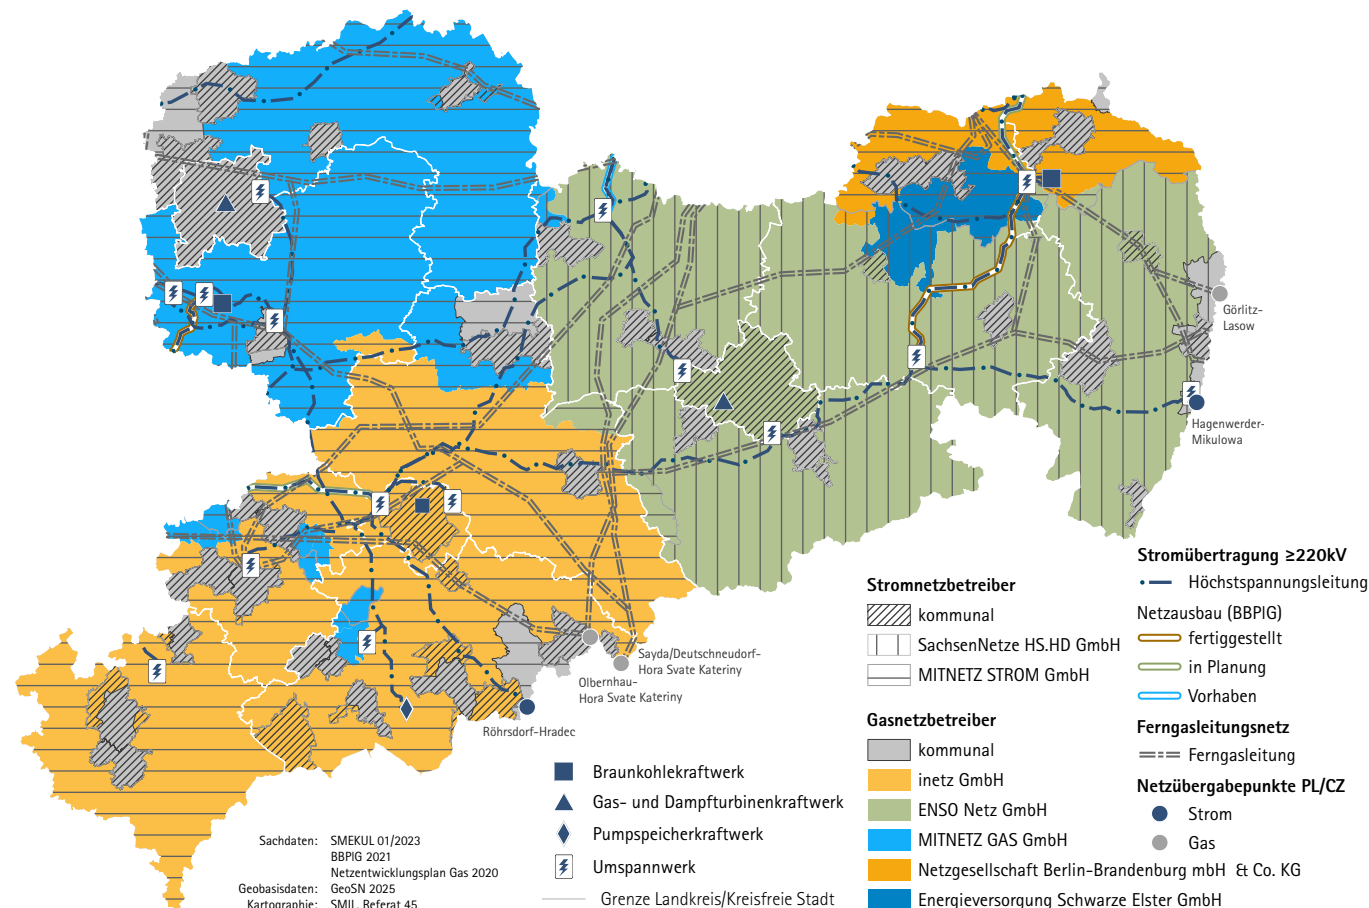 Görlitz-
Lasow
Hagenwerder-
Mikulowa
Sayda/Deutschneudorf-
Hora Svate Kateriny
Olbernhau-
Hora Svate Kateriny
Röhrsdorf-Hradec
Stromnetzbetreiber
kommunal
SachsenNetze HS.HD GmbH
MITNETZ STROM GmbH
Gasnetzbetreiber
kommunal
inetz GmbH
ENSO Netz GmbH
MITNETZ GAS GmbH
Netzgesellschaft Berlin-Brandenburg mbH & Co. KG
Energieversorgung Schwarze Elster GmbH
Stromübertragung ≥220kV
Höchstspannungsleitung
Netzausbau (BBPIG)
fertiggestellt
in Planung
Vorhaben
Ferngasleitungsnetz
Ferngasleitung
Netzübergabepunkte PL/CZ
Strom
Gas
Braunkohlekraftwerk
Gas- und Dampfturbinenkraftwerk
Pumpspeicherkraftwerk
Umspannwerk
Grenze Landkreis/Kreisfreie Stadt
Sachdaten: SMEKUL 01/2023
BBPIG 2021
Netzentwicklungsplan Gas 2020
Geobasisdaten: GeoSN 2025
Kartographie: SMIL, Referat 45